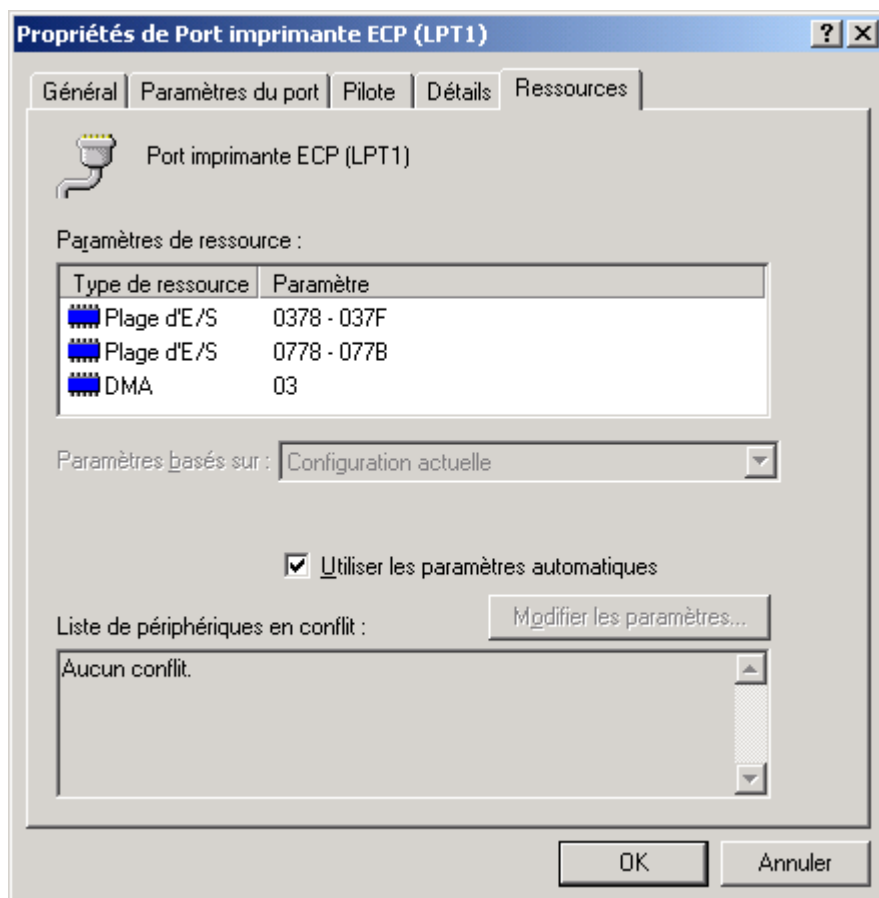 Propriétés de Port imprimante ECP (LPT1)
Général Paramètres du port Pilote Détails Ressources
Port imprimante ECP (LPT1)
Paramètres de ressource :
Type de ressource Paramètre
Plage d'E/S 0378 - 037F
Plage d'E/S 0778 - 077B
DMA 03
Paramètres basés sur : Configuration actuelle
Utiliser les paramètres automatiques
Liste de périphériques en conflit : Modifier les paramètres...
Aucun conflit.
OK Annuler